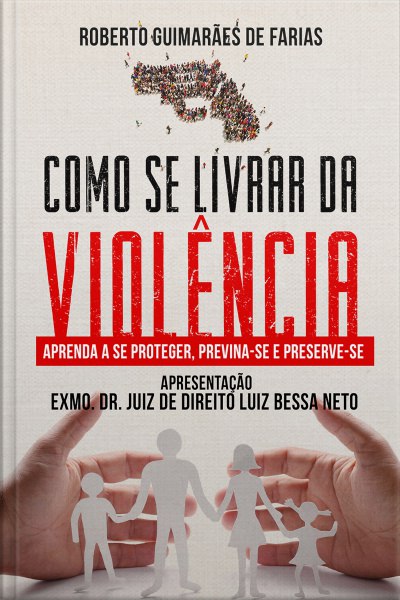 ROBERTO GUIMARÃES DE FARIAS
COMO SE LIVRAR DA
VIOLÊNCIA
APRENDA A SE PROTEGER, PREVINA-SE E PRESERVE-SE
APRESENTAÇÃO
EXMO. DR. JUIZ DE DIREITO LUIZ BESSA NETO